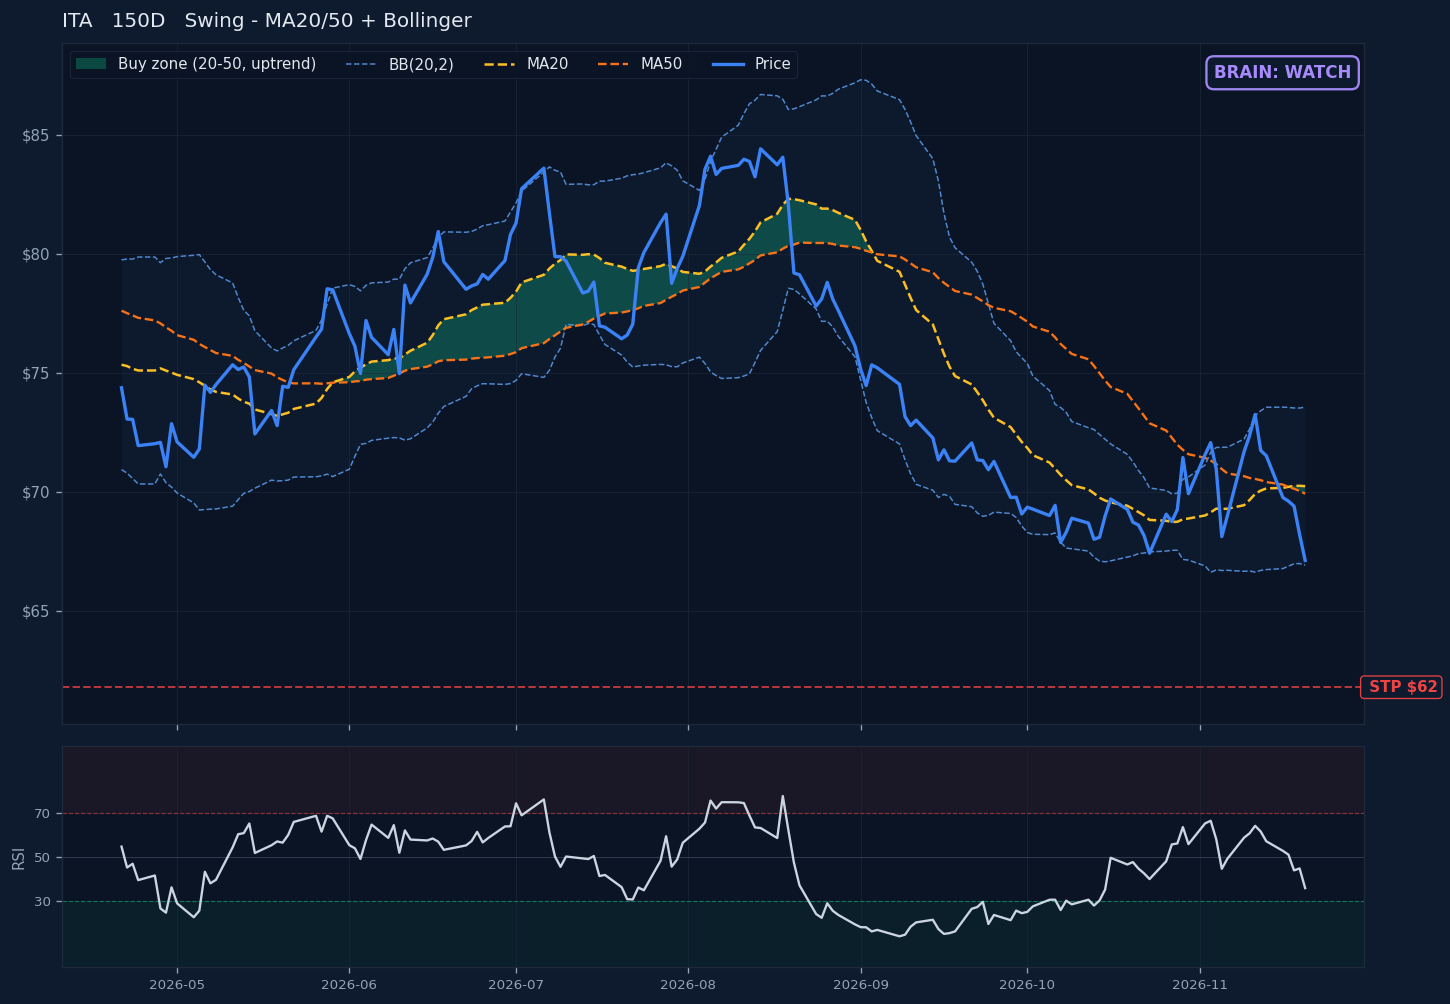 ITA   150D   Swing - MA20/50 + Bollinger
Buy zone (20-50, uptrend)   BB(20,2)   MA20   MA50   Price
BRAIN: WATCH
$85
$80
$75
$70
$65
STP $62
RSI
70
50
30
2026-05   2026-06   2026-07   2026-08   2026-09   2026-10   2026-11